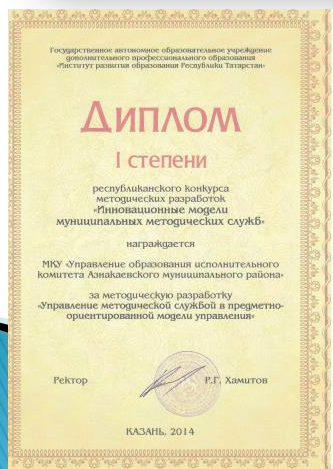 Государственное автономное образовательное учреждение
дополнительного профессионального образования
«Институт развития образования Республики Татарстан»
ДИПЛОМ
I степени
республиканского конкурса
методических разработок
«Инновационные модели
муниципальных методических служб»
награждается
МКУ «Управление образования исполнительного
комитета Азнакаевского муниципального района»
за методическую разработку
«Управление методической службой в предметно-
ориентированной модели управления»
Ректор Р.Г. Хамитов
КАЗАНЬ, 2014